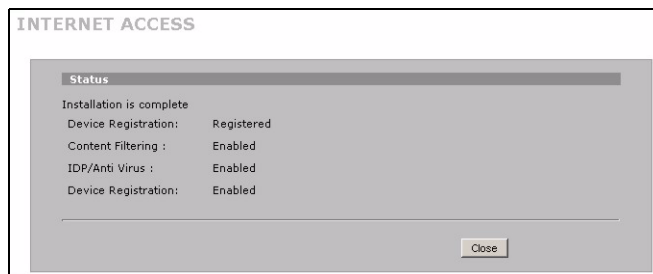 INTERNET ACCESS
Status
Installation is complete
Device Registration: Registered
Content Filtering : Enabled
IDP/Anti Virus : Enabled
Device Registration: Enabled
Close